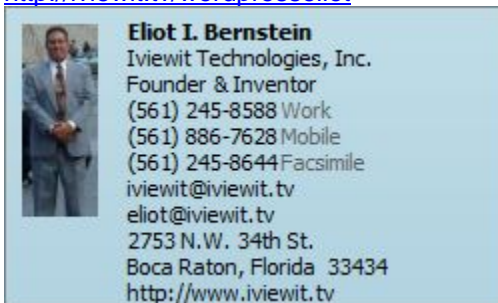 Eliot I. Bernstein
Iviewit Technologies, Inc.
Founder & Inventor
(561) 245-8588 Work
(561) 886-7628 Mobile
(561) 245-8644 Facsimile
iviewit@iviewit.tv
eliot@iviewit.tv
2753 N.W. 34th St.
Boca Raton, Florida 33434
http://www.iviewit.tv